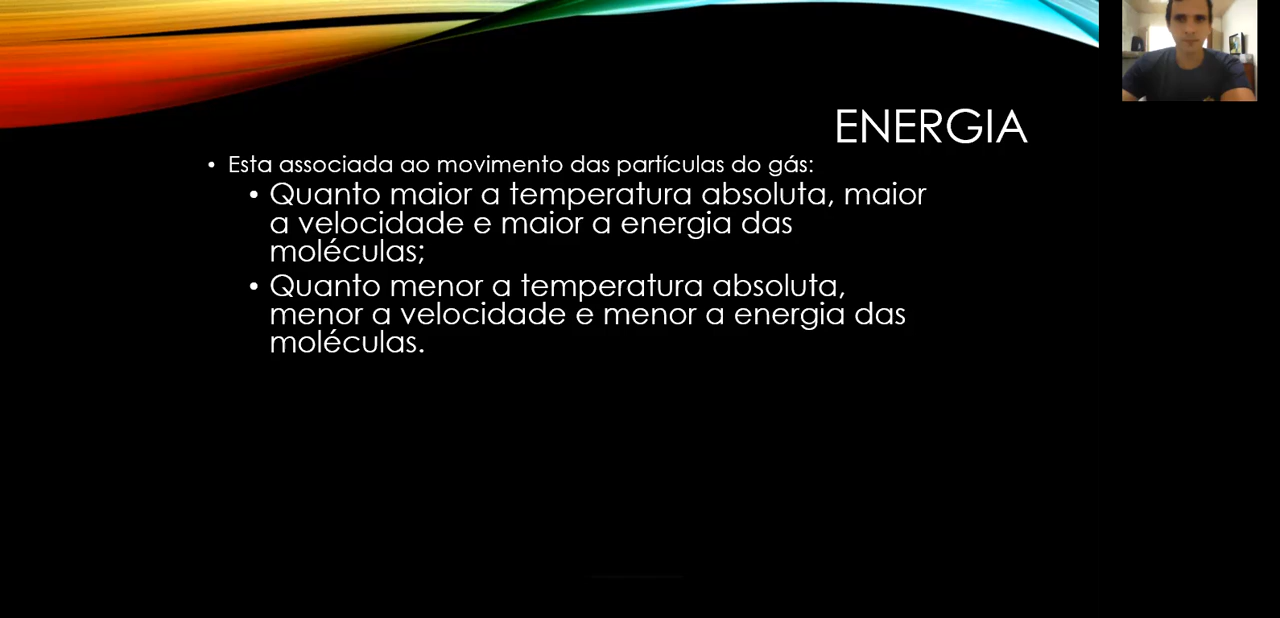 ENERGIA
• Esta associada ao movimento das partículas do gás:
• Quanto maior a temperatura absoluta, maior
a velocidade e maior a energia das
moléculas;
• Quanto menor a temperatura absoluta,
menor a velocidade e menor a energia das
moléculas.